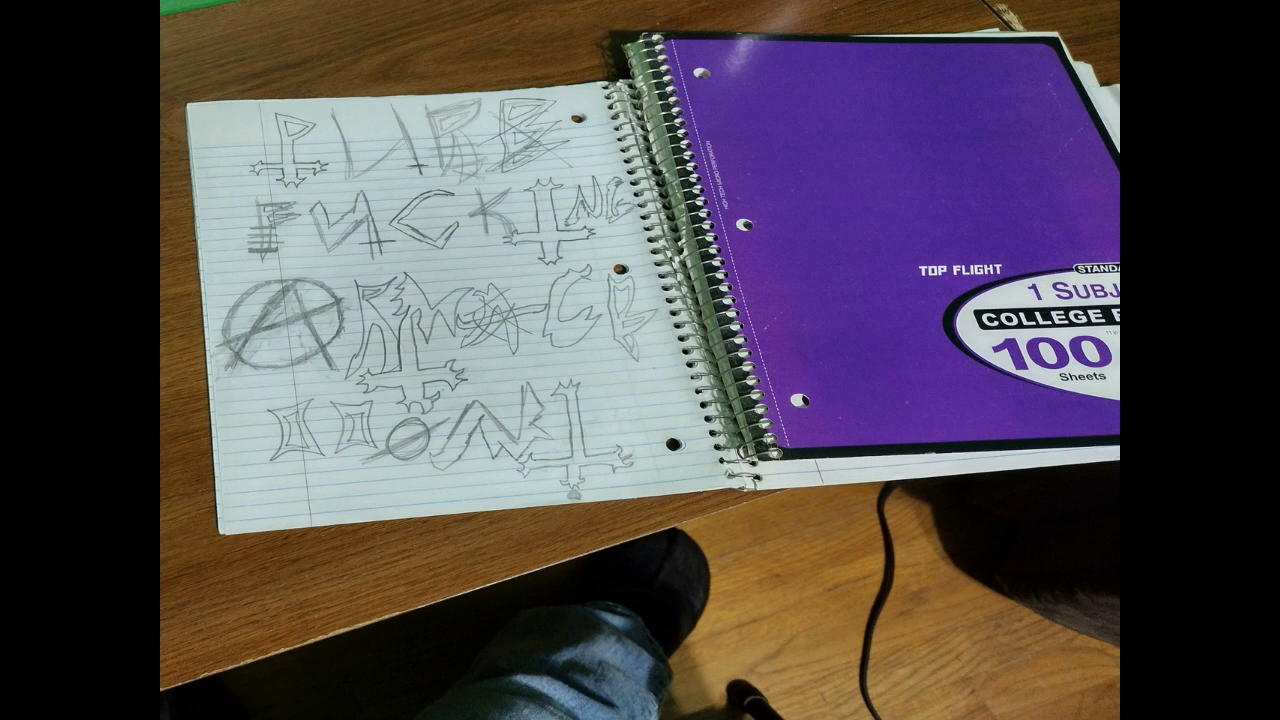 PURE
FUCKING
ARMAGE
DDON
TOP FLIGHT
STANDA
1 SUBJ
COLLEGE
100
Sheets